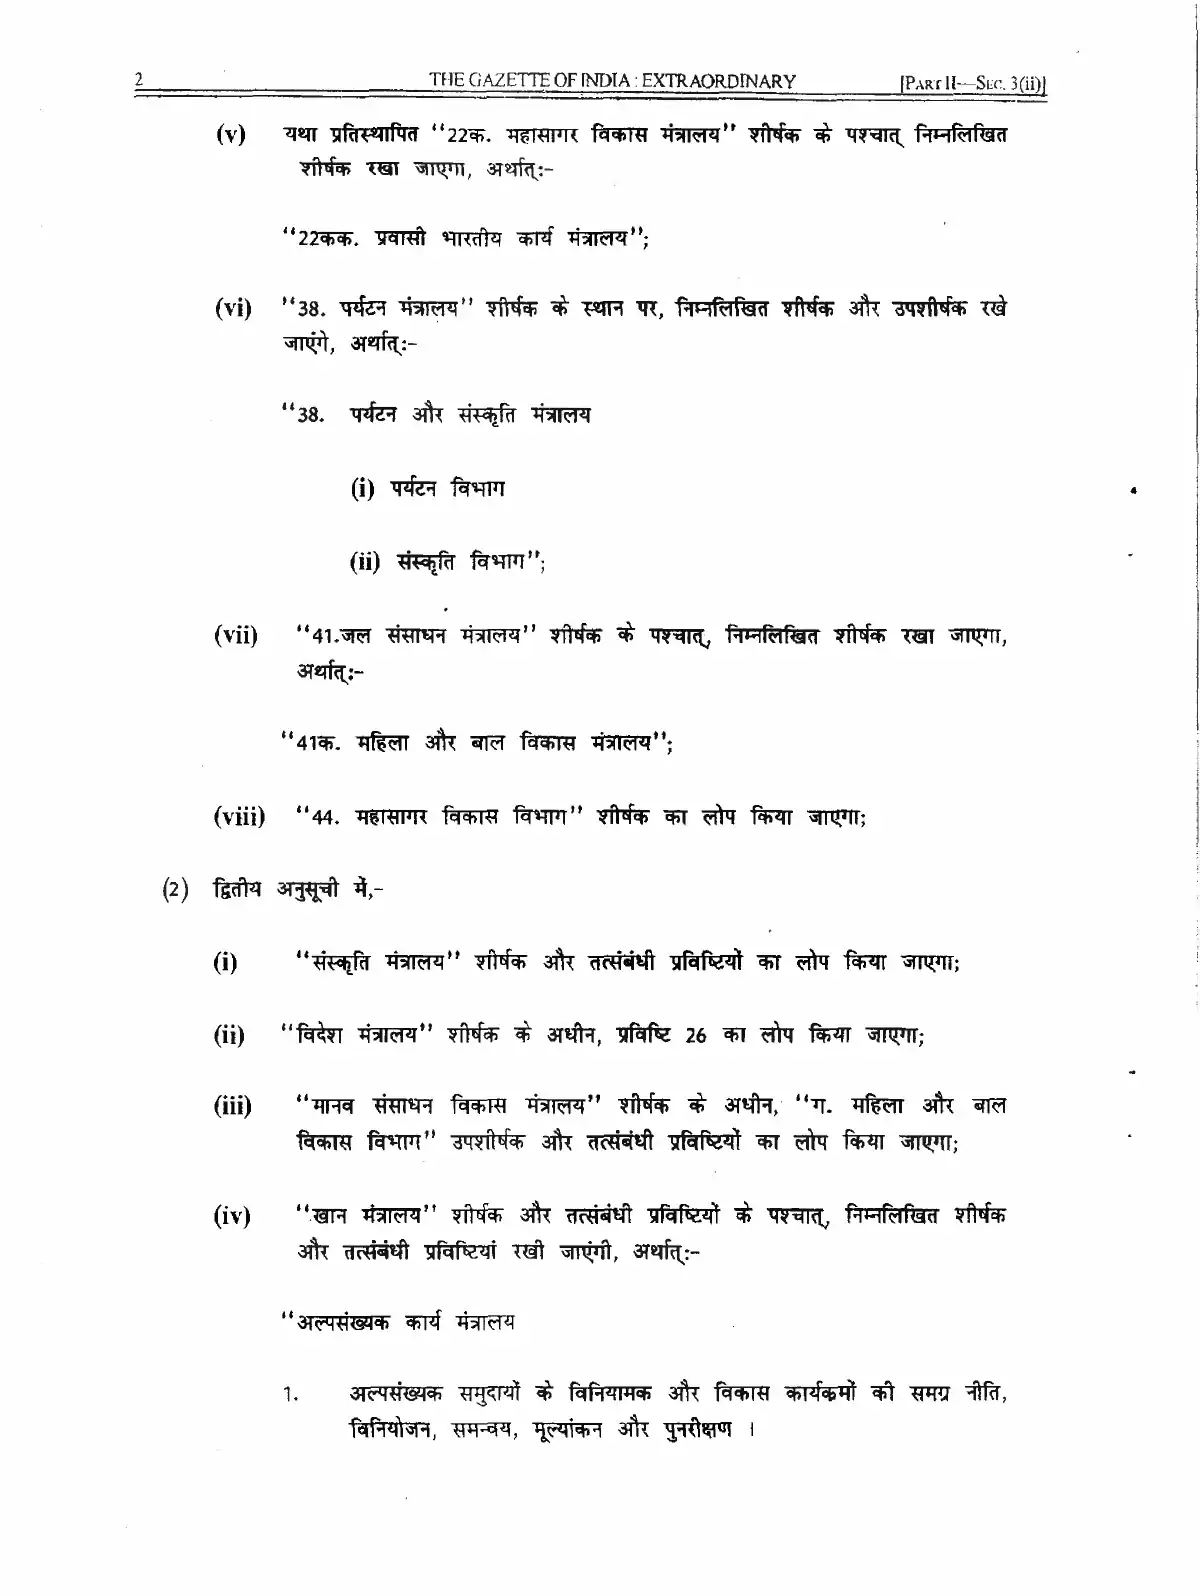 2 THE GAZETTE OF INDIA : EXTRAORDINARY [PART II—SEC. 3(ii)]
(v) यथा प्रतिस्थापित “22क. महासागर विकास मंत्रालय” शीर्षक के पश्चात् निम्नलिखित
शीर्षक रखा जाएगा, अर्थात्:-
“22कक. प्रवासी भारतीय कार्य मंत्रालय”;
(vi) “38. पर्यटन मंत्रालय” शीर्षक के स्थान पर, निम्नलिखित शीर्षक और उपशीर्षक रखे
जाएंगे, अर्थात्:-
“38. पर्यटन और संस्कृति मंत्रालय
(i) पर्यटन विभाग
(ii) संस्कृति विभाग”;
(vii) “41.जल संसाधन मंत्रालय” शीर्षक के पश्चात्, निम्नलिखित शीर्षक रखा जाएगा,
अर्थात्:-
“41क. महिला और बाल विकास मंत्रालय”;
(viii) “44. महासागर विकास विभाग” शीर्षक का लोप किया जाएगा;
(2) द्वितीय अनुसूची में,-
(i) “संस्कृति मंत्रालय” शीर्षक और तत्संबंधी प्रविष्टियों का लोप किया जाएगा;
(ii) “विदेश मंत्रालय” शीर्षक के अधीन, प्रविष्टि 26 का लोप किया जाएगा;
(iii) “मानव संसाधन विकास मंत्रालय” शीर्षक के अधीन, “ग. महिला और बाल
विकास विभाग” उपशीर्षक और तत्संबंधी प्रविष्टियों का लोप किया जाएगा;
(iv) “खान मंत्रालय” शीर्षक और तत्संबंधी प्रविष्टियों के पश्चात्, निम्नलिखित शीर्षक
और तत्संबंधी प्रविष्टियां रखी जाएंगी, अर्थात्:-
“अल्पसंख्यक कार्य मंत्रालय
1. अल्पसंख्यक समुदायों के विनियामक और विकास कार्यक्रमों की समग्र नीति,
विनियोजन, समन्वय, मूल्यांकन और पुनरीक्षण ।